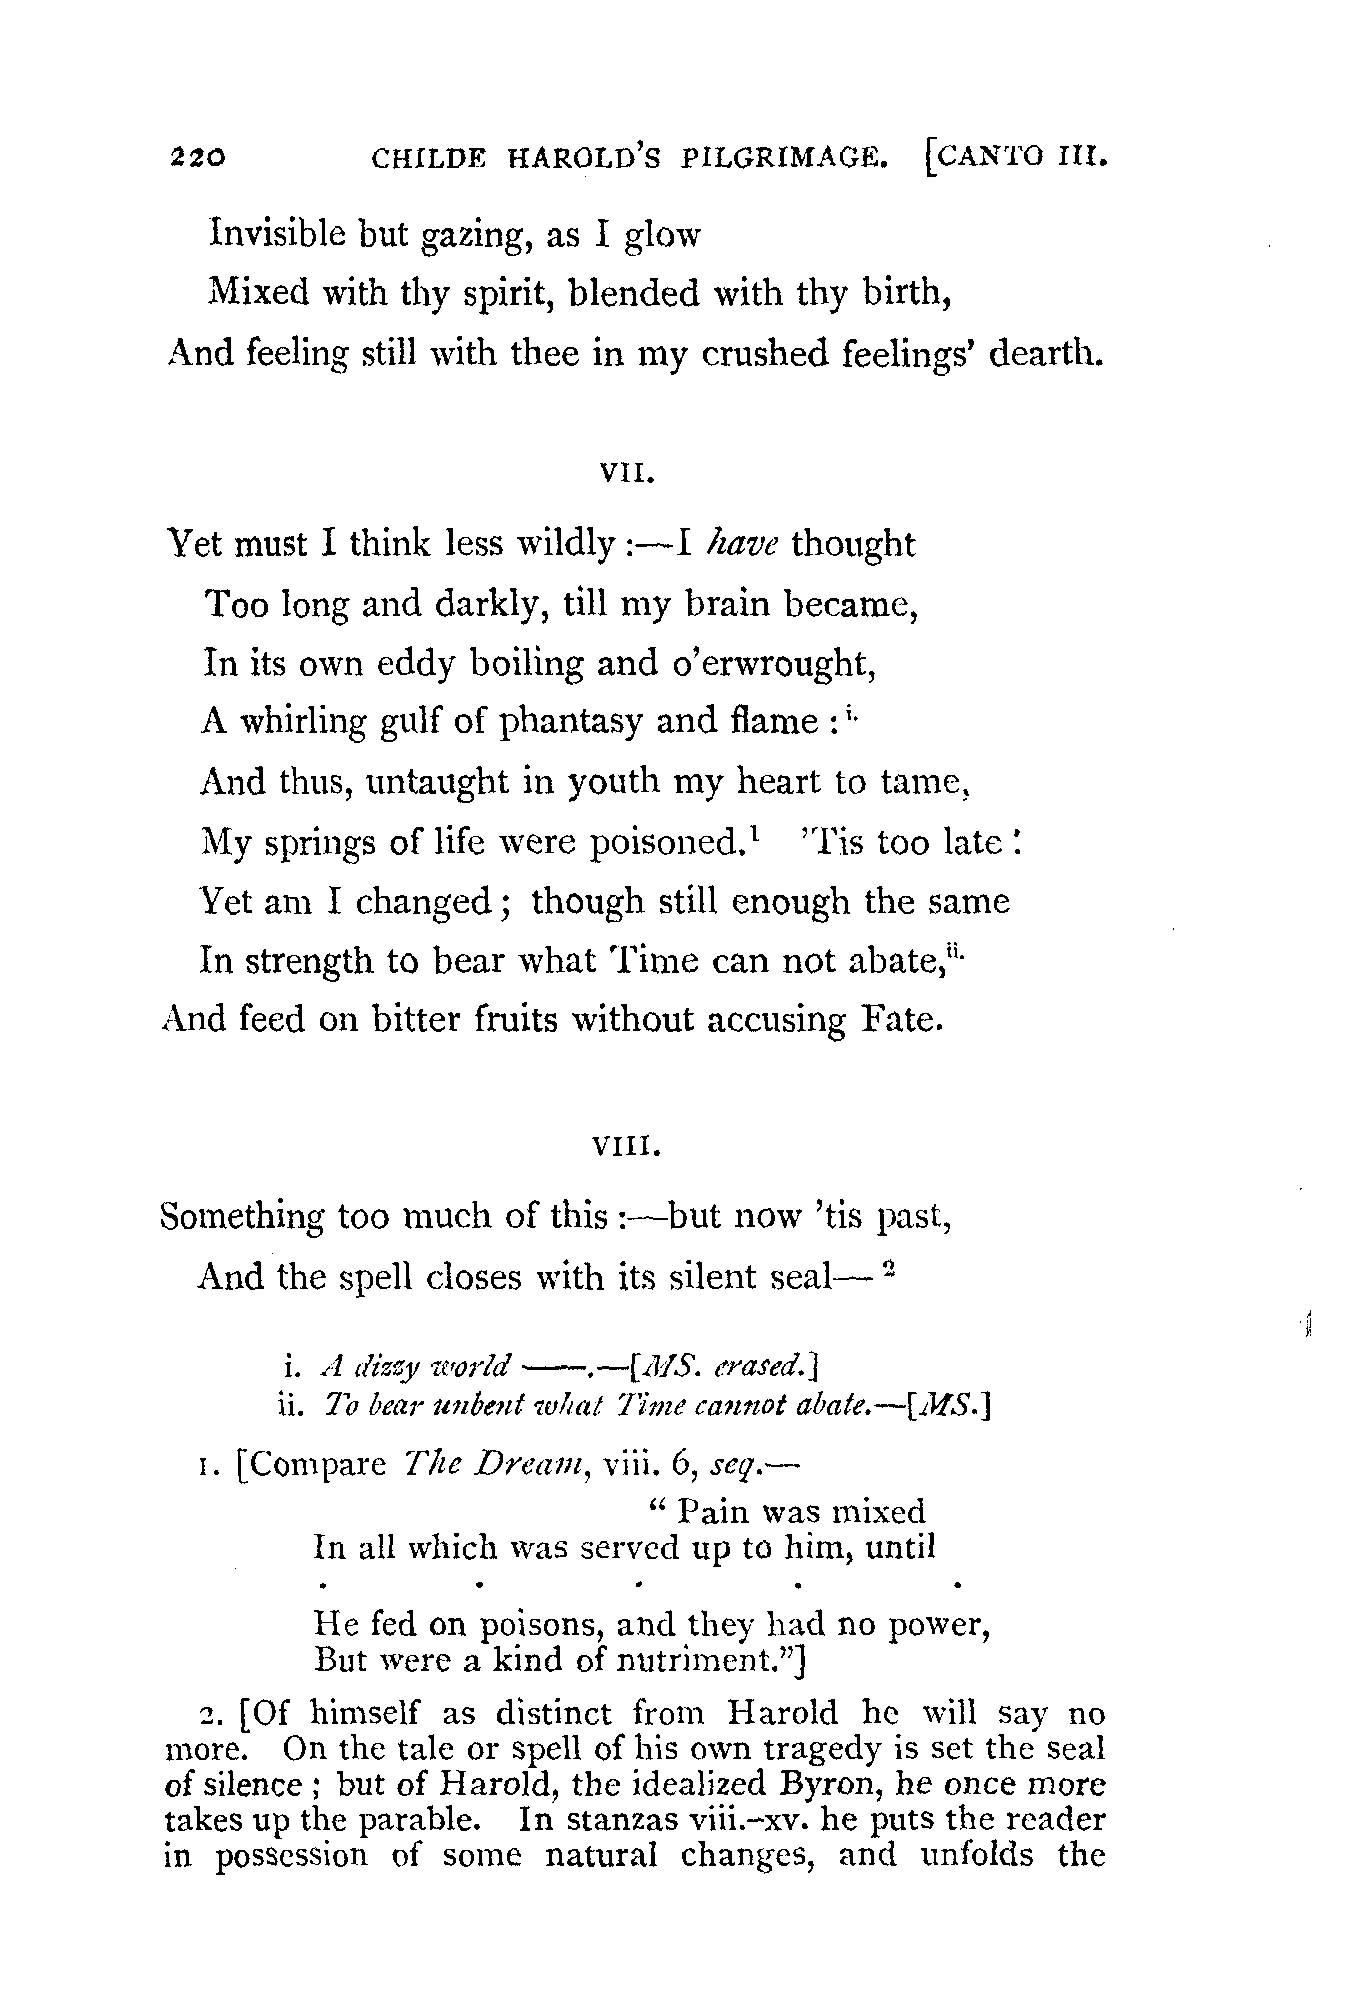 220 CHILDE HAROLD'S PILGRIMAGE. [CANTO III.
Invisible but gazing, as I glow
Mixed with thy spirit, blended with thy birth,
And feeling still with thee in my crushed feelings' dearth.
VII.
Yet must I think less wildly :—I have thought
Too long and darkly, till my brain became,
In its own eddy boiling and o'erwrought,
A whirling gulf of phantasy and flame : i.
And thus, untaught in youth my heart to tame,
My springs of life were poisoned.1 'Tis too late :
Yet am I changed ; though still enough the same
In strength to bear what Time can not abate, ii.
And feed on bitter fruits without accusing Fate.
VIII.
Something too much of this :—but now 'tis past,
And the spell closes with its silent seal— 2
i. A dizzy world ——.—[MS. erased.]
ii. To bear unbent what Time cannot abate.—[MS.]
1. [Compare The Dream, viii. 6, seq.—
" Pain was mixed
In all which was served up to him, until
. . . . .
He fed on poisons, and they had no power,
But were a kind of nutriment."]
2. [Of himself as distinct from Harold he will say no
more. On the tale or spell of his own tragedy is set the seal
of silence ; but of Harold, the idealized Byron, he once more
takes up the parable. In stanzas viii.–xv. he puts the reader
in possession of some natural changes, and unfolds the